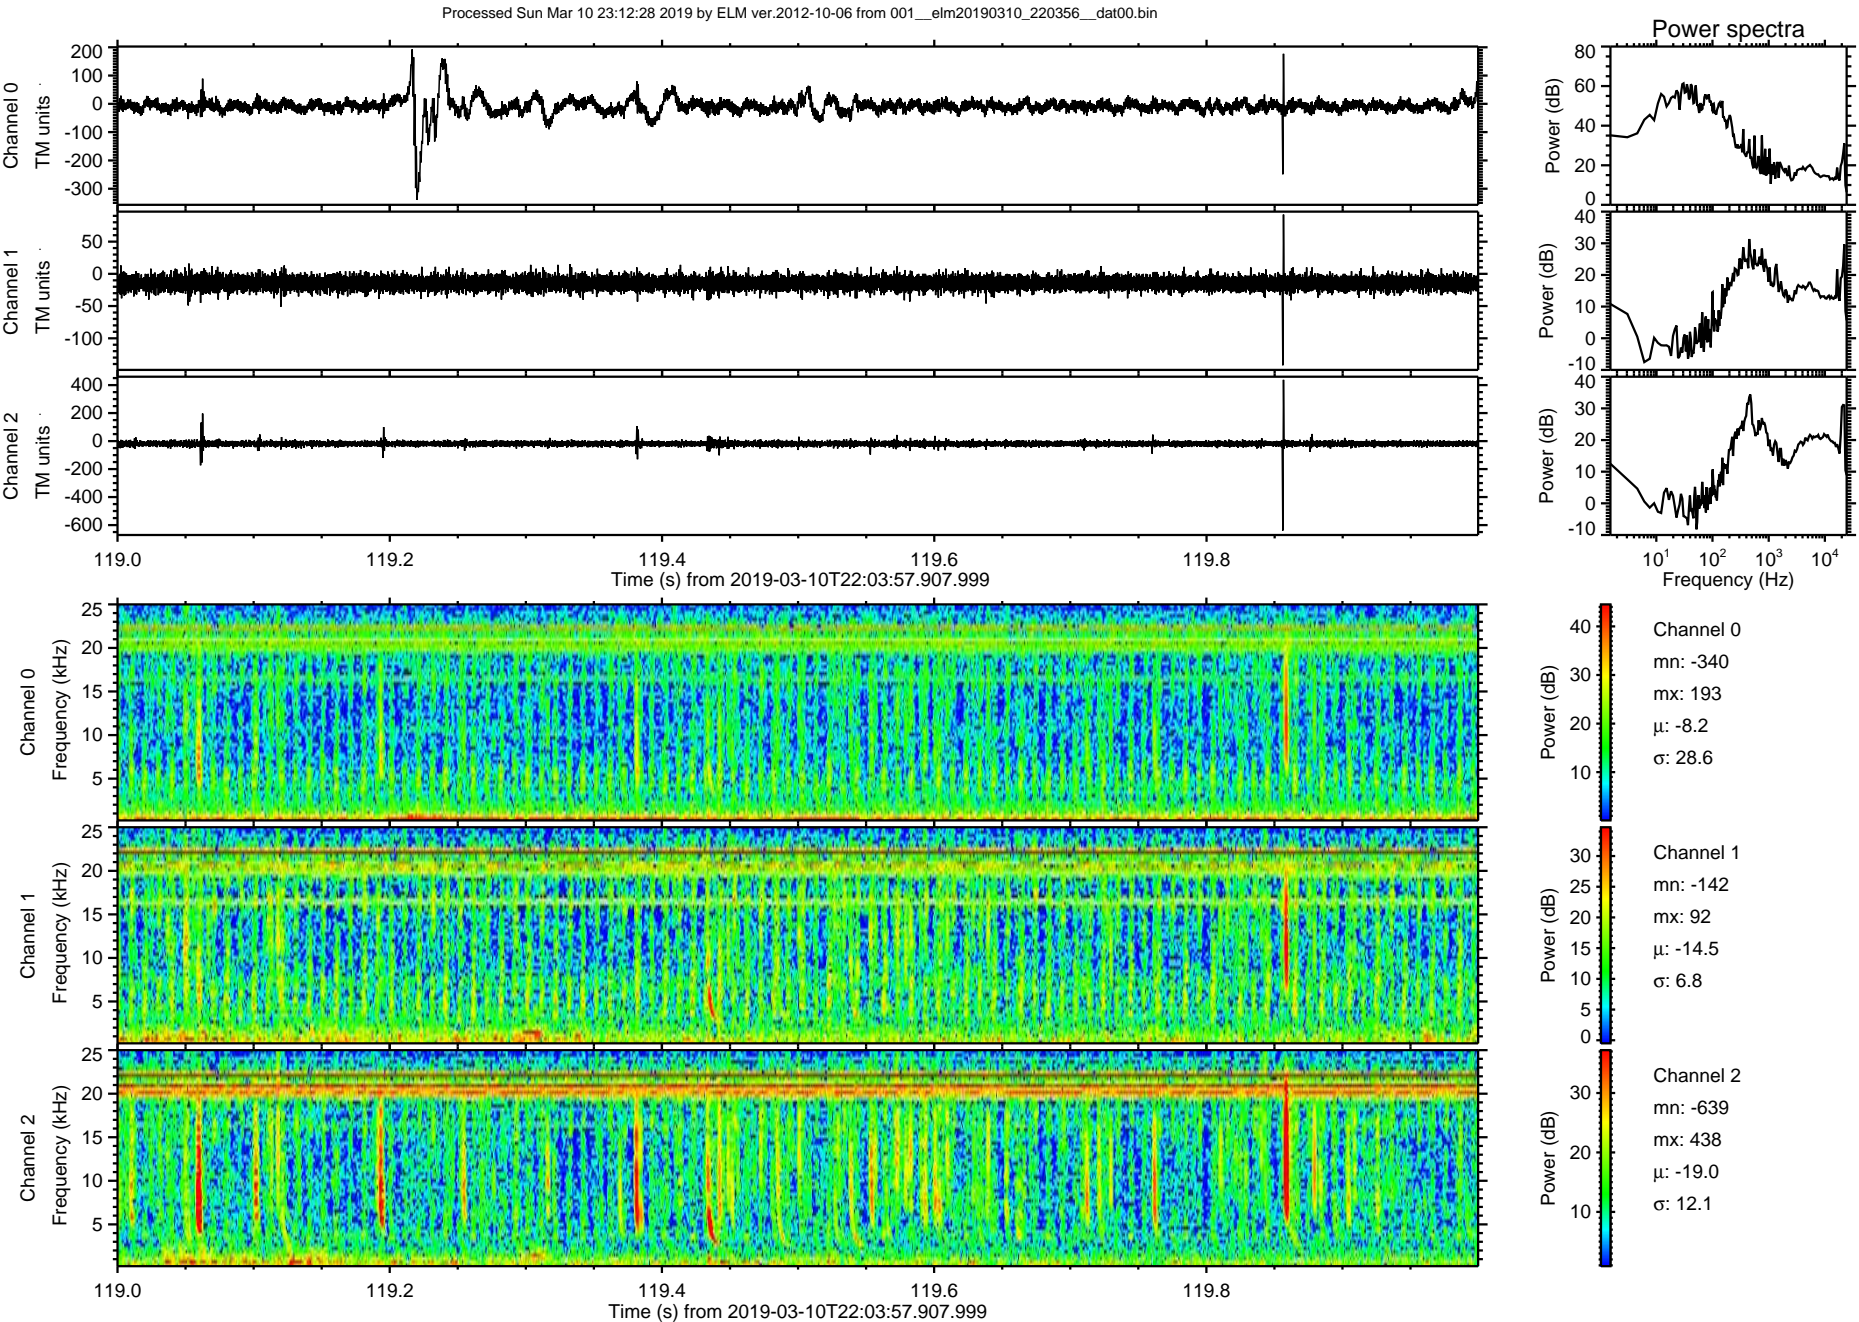 Processed Sun Mar 10 23:12:28 2019 by ELM ver.2012-10-06 from 001__elm20190310_220356__dat00.bin
Power spectra
Channel 0
TM units
200
100
0
-100
-200
-300
Power (dB)
80
60
40
20
0
Channel 1
TM units
50
0
-50
-100
Power (dB)
40
30
20
10
0
-10
Channel 2
TM units
400
200
0
-200
-400
-600
Power (dB)
40
30
20
10
0
-10
119.0 119.2 119.4 119.6 119.8
Time (s) from 2019-03-10T22:03:57.907.999
10^1 10^2 10^3 10^4
Frequency (Hz)
Channel 0
Frequency (kHz)
25
20
15
10
5
Power (dB)
40
30
20
10
Channel 0
mn: -340
mx: 193
μ: -8.2
σ: 28.6
Channel 1
Frequency (kHz)
25
20
15
10
5
Power (dB)
30
25
20
15
10
5
0
Channel 1
mn: -142
mx: 92
μ: -14.5
σ: 6.8
Channel 2
Frequency (kHz)
25
20
15
10
5
Power (dB)
30
20
10
Channel 2
mn: -639
mx: 438
μ: -19.0
σ: 12.1
119.0 119.2 119.4 119.6 119.8
Time (s) from 2019-03-10T22:03:57.907.999